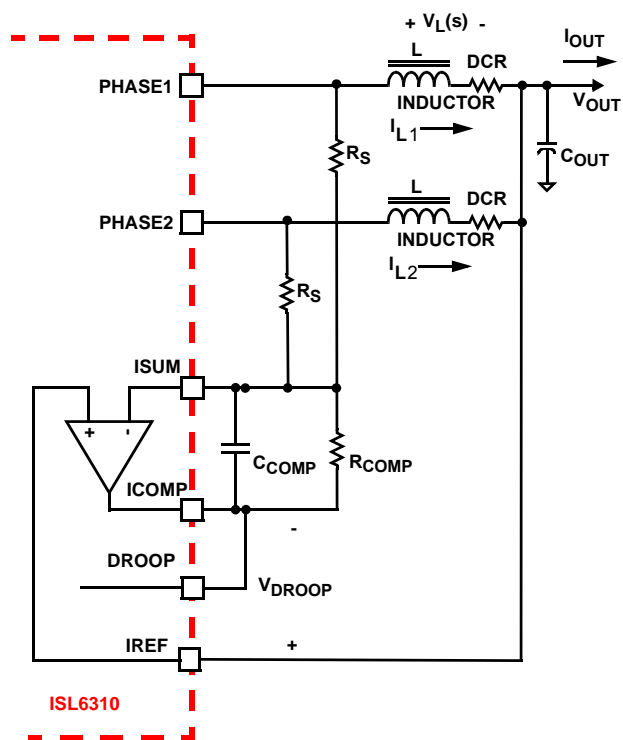 + VL(s) -
IOUT
L
DCR
PHASE1
INDUCTOR
VOUT
IL1
COUT
RS
L
DCR
PHASE2
INDUCTOR
IL2
RS
ISUM
+ -
CCOMP
RCOMP
ICOMP
-
DROOP
VDROOP
IREF
+
ISL6310